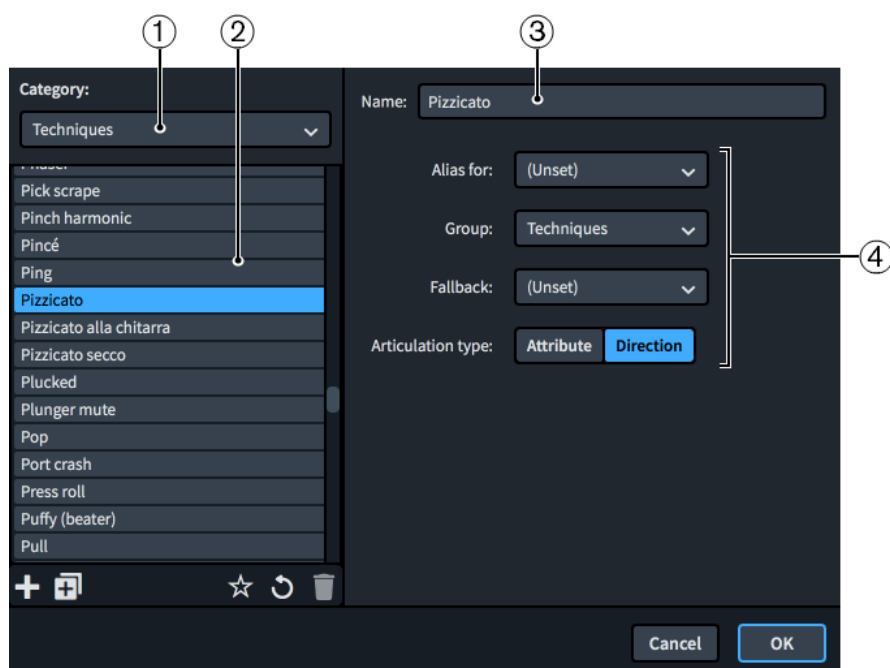 1
2
3
Category:
Techniques
Name: Pizzicato
Pick scrape
Pinch harmonic
Pincé
Ping
Pizzicato
Pizzicato alla chitarra
Pizzicato secco
Plucked
Plunger mute
Pop
Port crash
Press roll
Puffy (beater)
Pull
Alias for: (Unset)
Group: Techniques
Fallback: (Unset)
Articulation type: Attribute Direction
4
Cancel OK